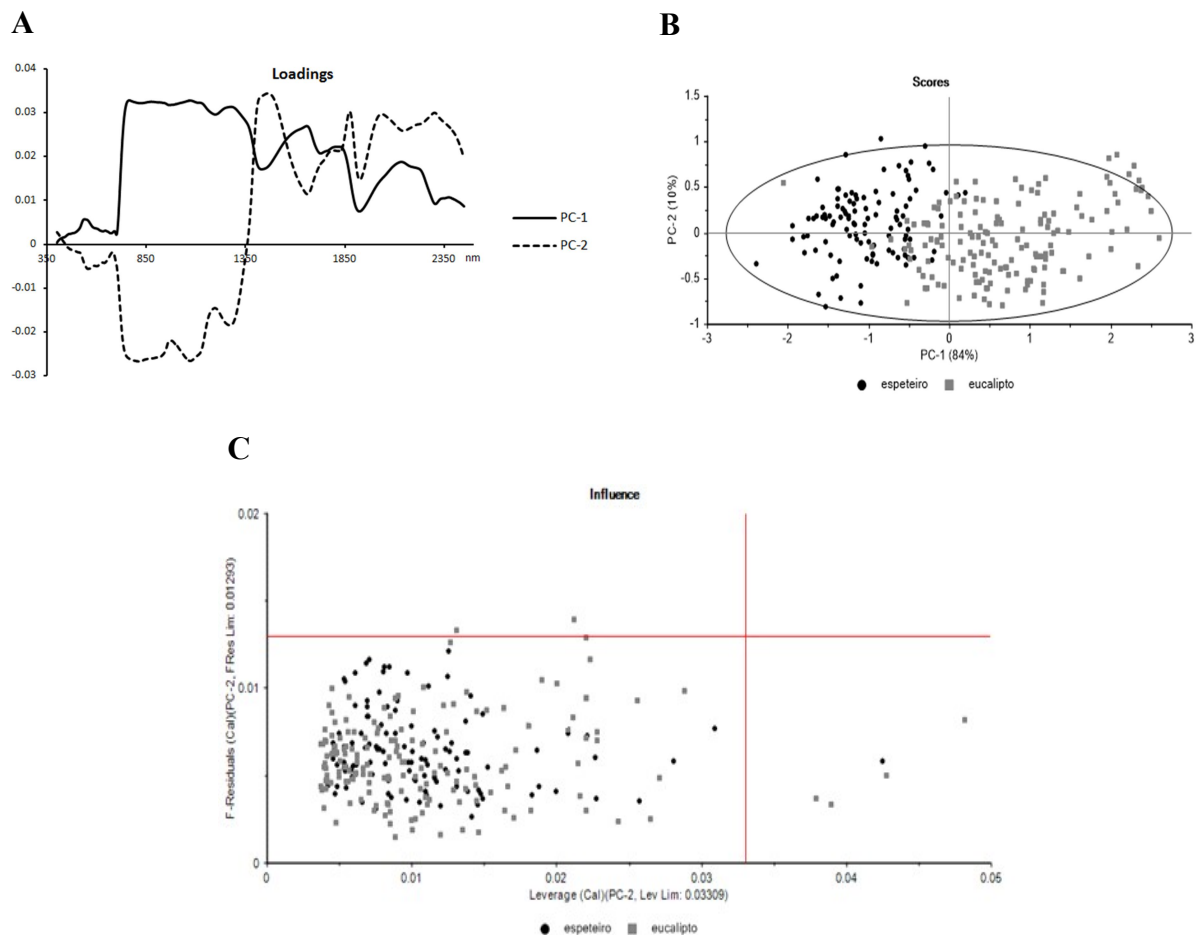 A
Loadings
0.04
0.03
0.02
0.01
0
-0.01
-0.02
-0.03
350 850 1350 1850 2350 nm
PC-1
PC-2
B
Scores
1.5
1
0.5
0
-0.5
-1
PC-2 (10%)
-3 -2 -1 0 1 2 3
PC-1 (84%)
espeteiro eucalipto
C
Influence
0.02
0.01
0
F-Residuals (Cal)(PC-2, FRes Lim: 0.01293)
0 0.01 0.02 0.03 0.04 0.05
Leverage (Cal)(PC-2, Lev Lim: 0.03309)
espeteiro eucalipto